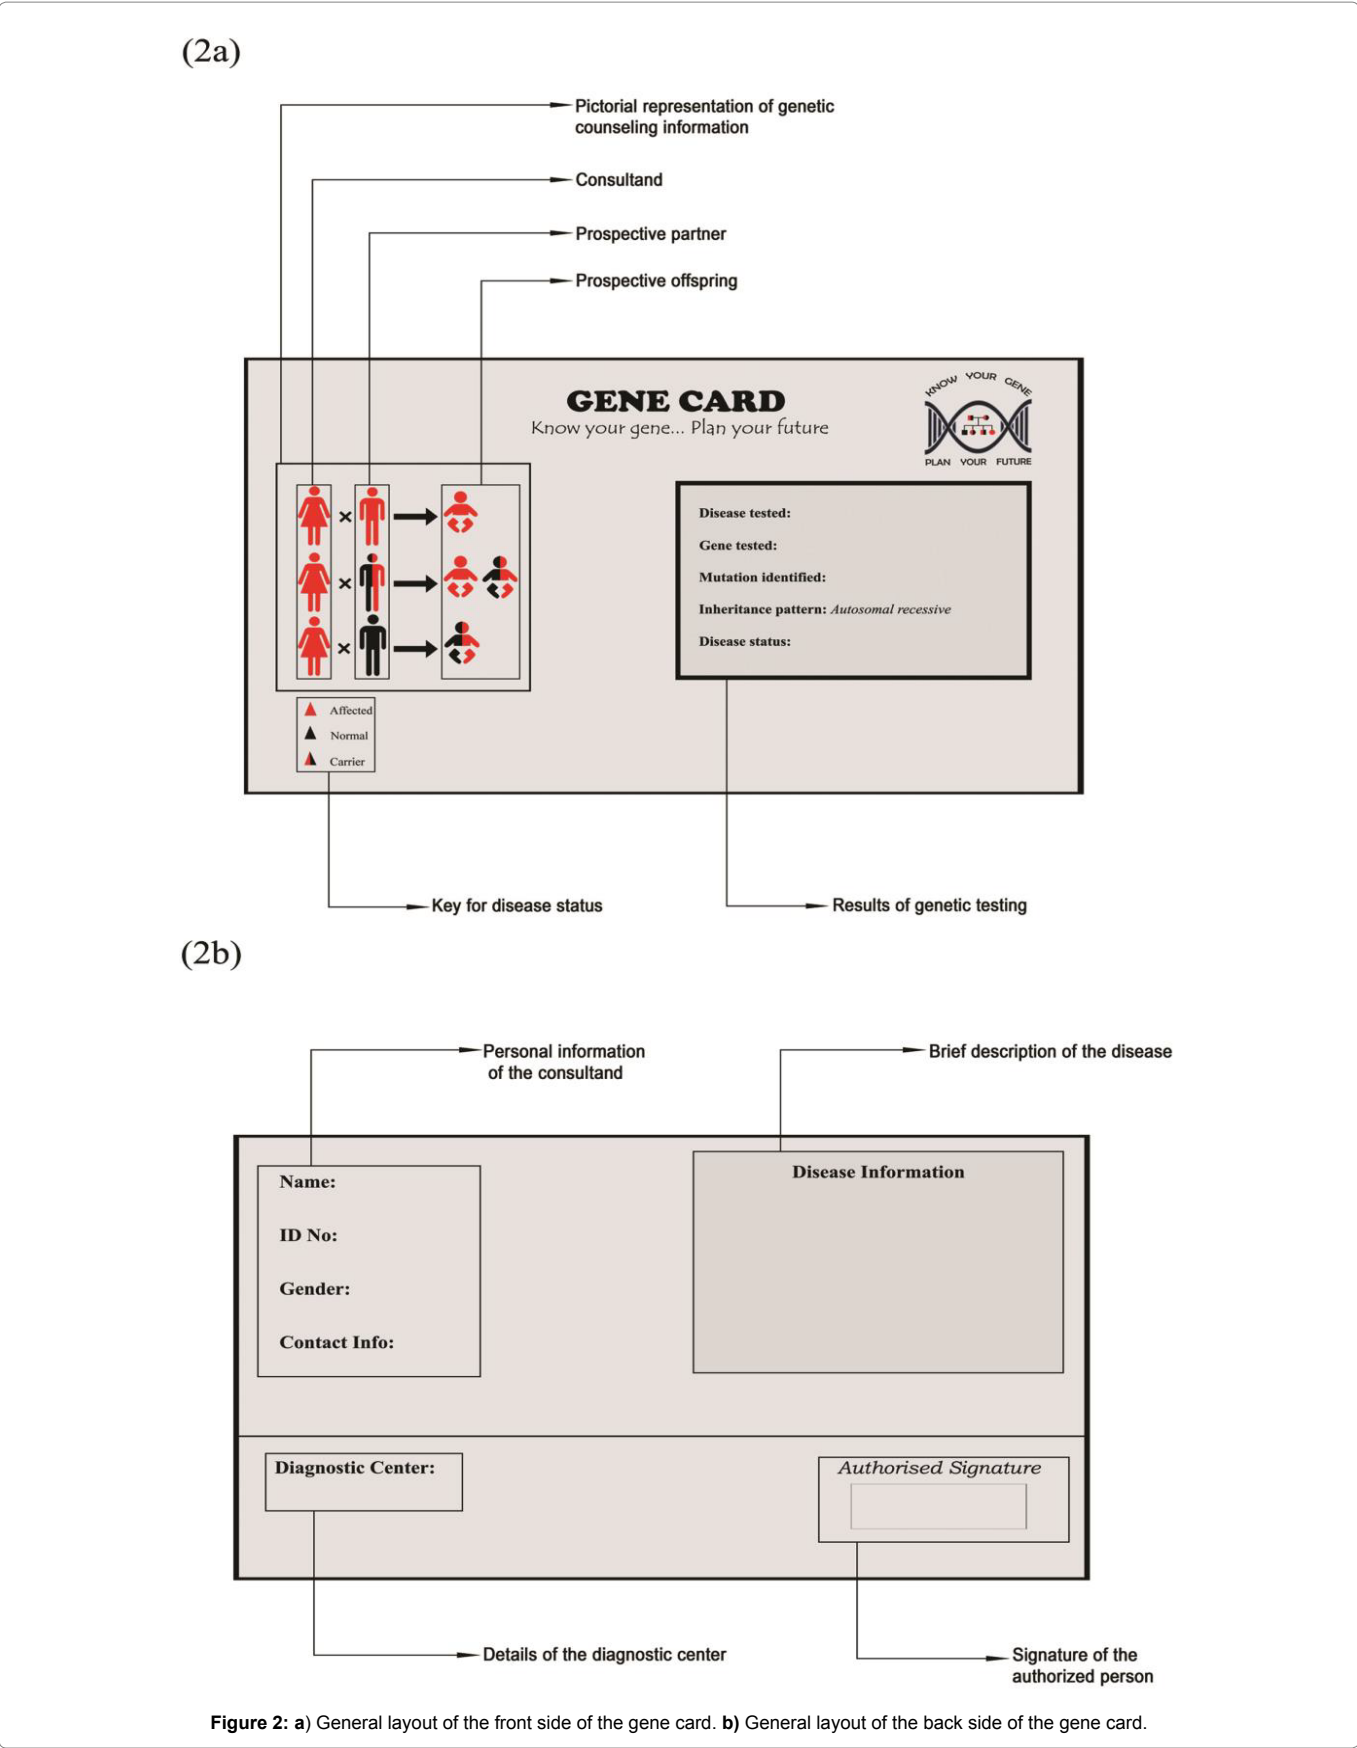 (2a)
Pictorial representation of genetic
counseling information
Consultand
Prospective partner
Prospective offspring
GENE CARD
Know your gene... Plan your future
KNOW YOUR GENE
PLAN YOUR FUTURE
× 
×
×
Disease tested:
Gene tested:
Mutation identified:
Inheritance pattern: Autosomal recessive
Disease status:
Affected
Normal
Carrier
Key for disease status
Results of genetic testing
(2b)
Personal information
of the consultand
Brief description of the disease
Name:
ID No:
Gender:
Contact Info:
Disease Information
Diagnostic Center:
Authorised Signature
Details of the diagnostic center
Signature of the
authorized person
Figure 2: a) General layout of the front side of the gene card. b) General layout of the back side of the gene card.